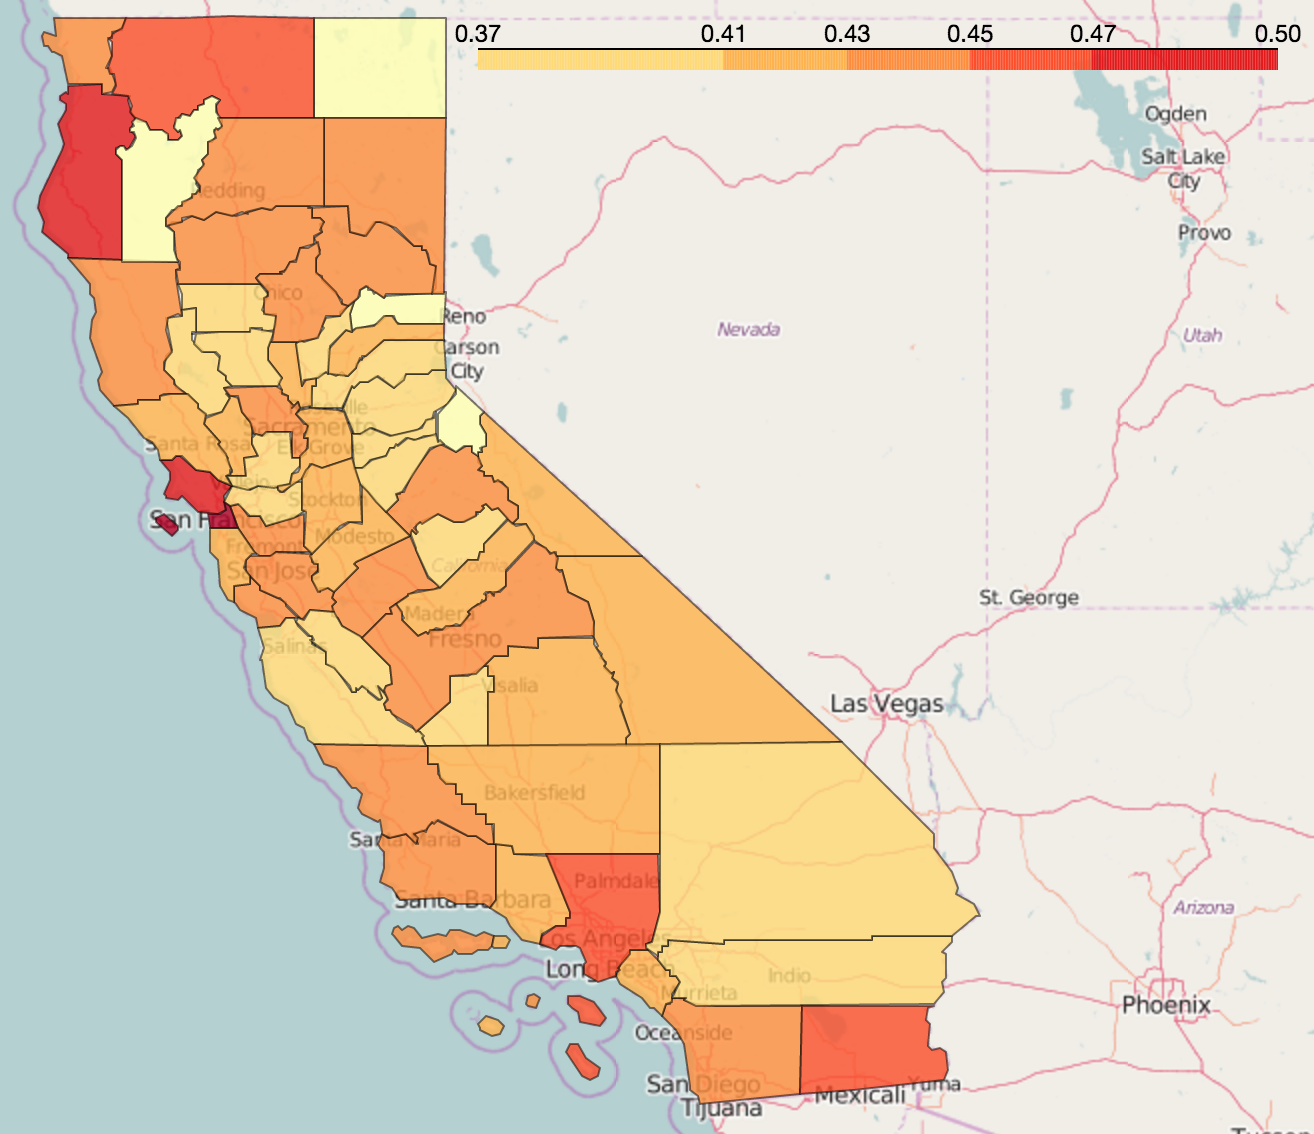 0.37 0.41 0.43 0.45 0.47 0.50
Ogden
Salt Lake
City
Provo
Redding
Chico
Reno
Nevada
Utah
Carson
City
Roseville
Sacramento
Santa Rosa
Elk Grove
Vallejo
Stockton
San Francisco
Modesto
Fremont
San Jose
California
St. George
Madera
Fresno
Salinas
Visalia
Las Vegas
Bakersfield
Santa Maria
Palmdale
Santa Barbara
Arizona
Los Angeles
Long Beach
Indio
Murrieta
Phoenix
Oceanside
San Diego
Yuma
Mexicali
Tijuana